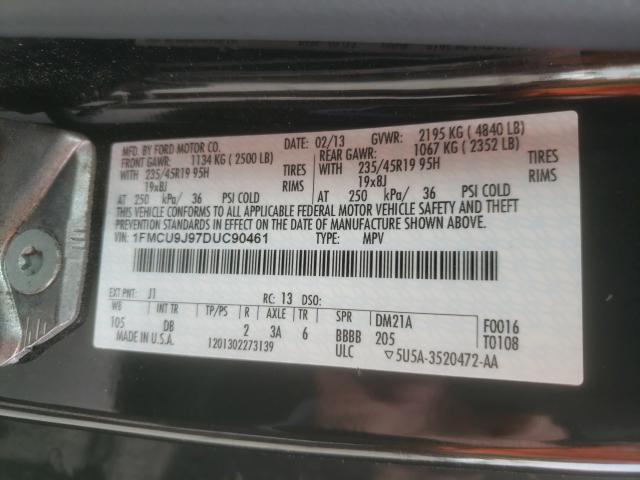 MFD. BY FORD MOTOR CO.
DATE: 02/13 GVWR: 2195 KG ( 4840 LB)
FRONT GAWR: 1134 KG ( 2500 LB) REAR GAWR: 1067 KG ( 2352 LB)
WITH 235/45R19 95H TIRES WITH 235/45R19 95H TIRES
19x8J RIMS 19x8J RIMS
AT 250 kPa/ 36 PSI COLD AT 250 kPa/ 36 PSI COLD
THIS VEHICLE CONFORMS TO ALL APPLICABLE FEDERAL MOTOR VEHICLE SAFETY AND THEFT
PREVENTION STANDARDS IN EFFECT ON THE DATE OF MANUFACTURE SHOWN ABOVE.
VIN: 1FMCU9J97DUC90461 TYPE: MPV
EXT PNT: J1 RC: 13 DSO:
WB INT TR TP/PS R AXLE TR SPR DM21A F0016
105 DB 2 3A 6 BBBB 205 T0108
MADE IN U.S.A. 1201302273139 ULC ▽5U5A-3520472-AA